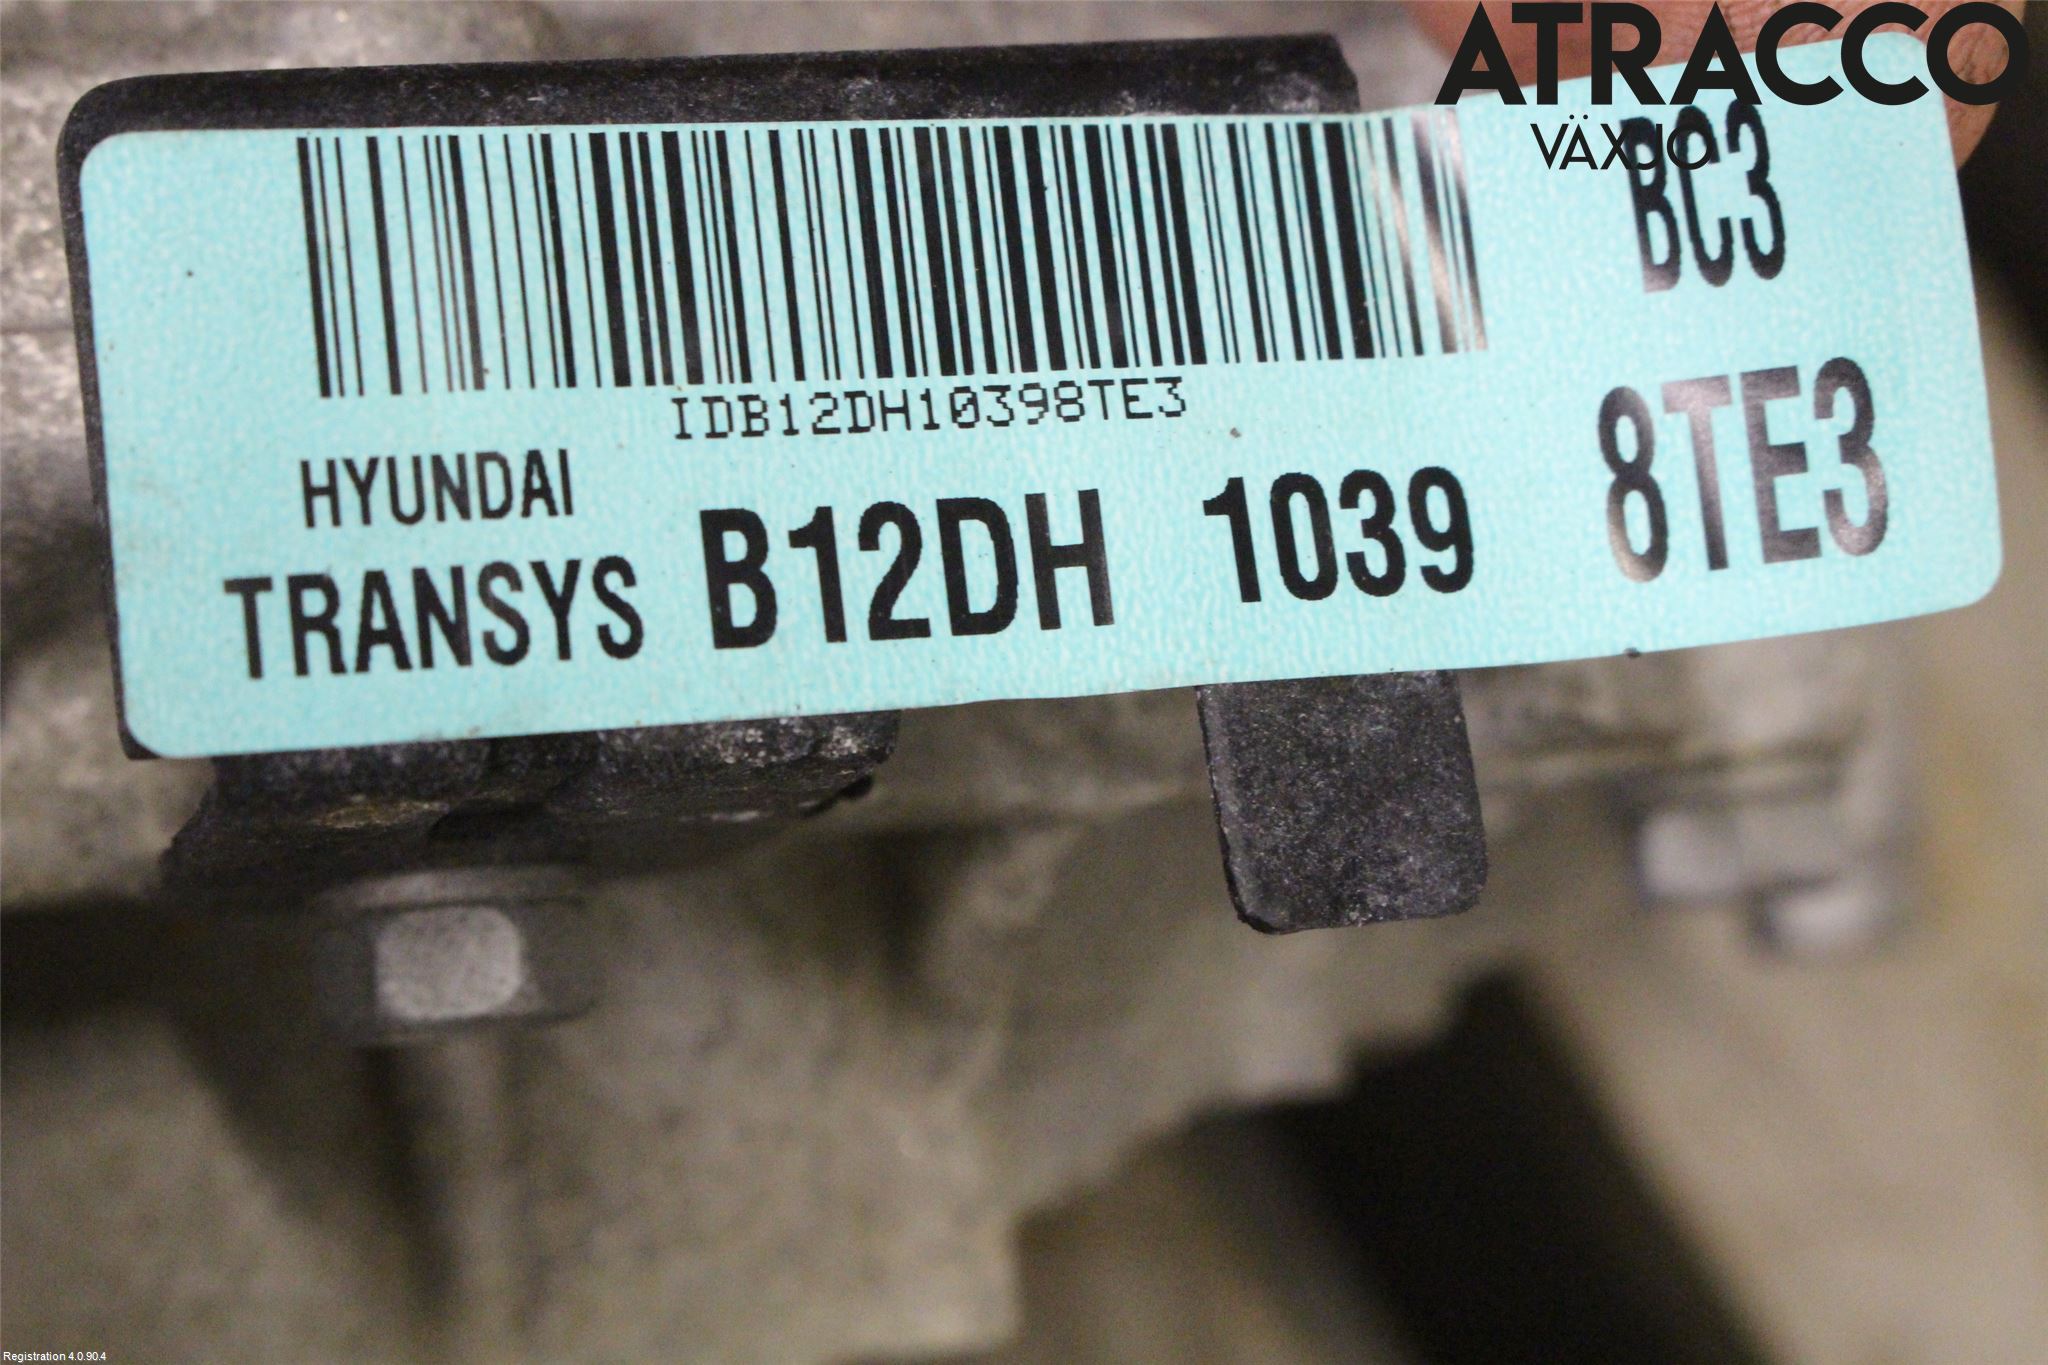 ATRACCO
VÄXJÖ
BC3
IDB12DH10398TE3
8TE3
HYUNDAI
TRANSYS B12DH 1039
Registration 4.0.90.4